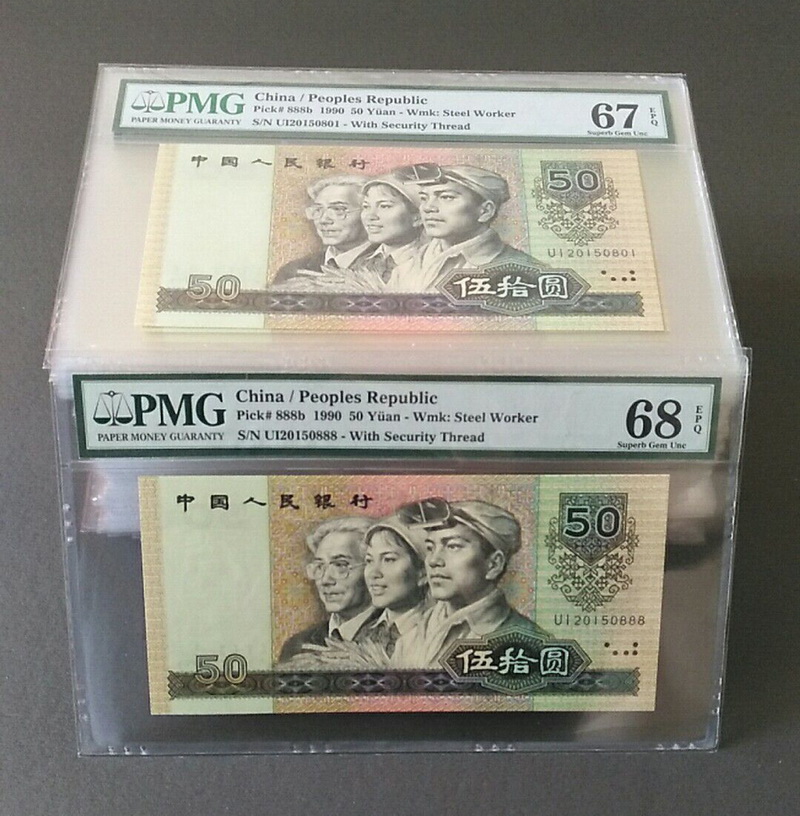 PMG
PAPER MONEY GUARANTY
China / Peoples Republic
Pick# 888b 1990 50 Yüan - Wmk: Steel Worker
S/N UI20150801 - With Security Thread
67
EPQ
Superb Gem Unc
中国人民银行
50
UI20150801
50
伍拾圆
PMG
PAPER MONEY GUARANTY
China / Peoples Republic
Pick# 888b 1990 50 Yüan - Wmk: Steel Worker
S/N UI20150888 - With Security Thread
68
EPQ
Superb Gem Unc
中国人民银行
50
UI20150888
50
伍拾圆